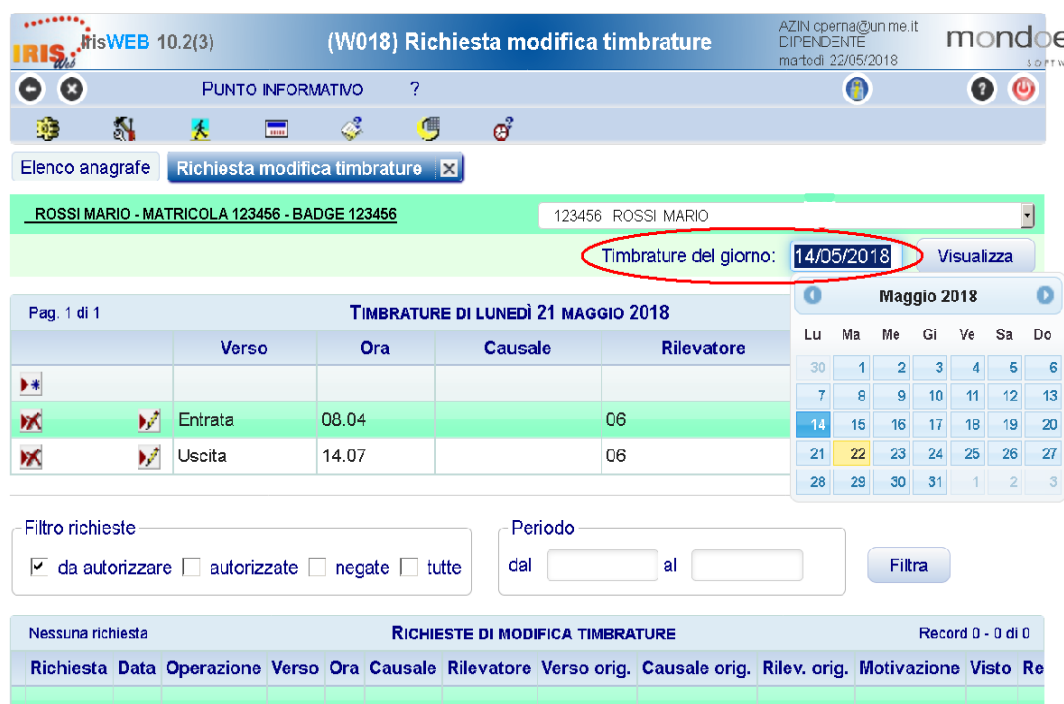 IRIS Web
IrisWEB 10.2(3)
(W018) Richiesta modifica timbrature
AZIN cperna@unime.it
DIPENDENTE
martedì 22/05/2018
mondoe
SOFTW
PUNTO INFORMATIVO ?
Elenco anagrafe
Richiesta modifica timbrature
ROSSI MARIO - MATRICOLA 123456 - BADGE 123456
123456 ROSSI MARIO
Timbrature del giorno: 14/05/2018 Visualizza
Pag. 1 di 1
TIMBRATURE DI LUNEDÌ 21 MAGGIO 2018
Verso Ora Causale Rilevatore
Entrata 08.04 06
Uscita 14.07 06
Maggio 2018
Lu Ma Me Gi Ve Sa Do
30 1 2 3 4 5 6
7 8 9 10 11 12 13
14 15 16 17 18 19 20
21 22 23 24 25 26 27
28 29 30 31 1 2 3
Filtro richieste
da autorizzare autorizzate negate tutte
Periodo
dal al
Filtra
Nessuna richiesta
RICHIESTE DI MODIFICA TIMBRATURE
Record 0 - 0 di 0
Richiesta Data Operazione Verso Ora Causale Rilevatore Verso orig. Causale orig. Rilev. orig. Motivazione Visto Re